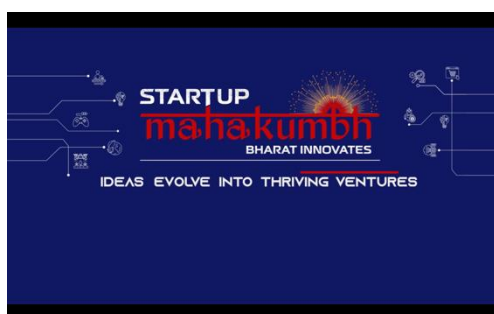 STARTUP
mahakumbh
BHARAT INNOVATES
IDEAS EVOLVE INTO THRIVING VENTURES